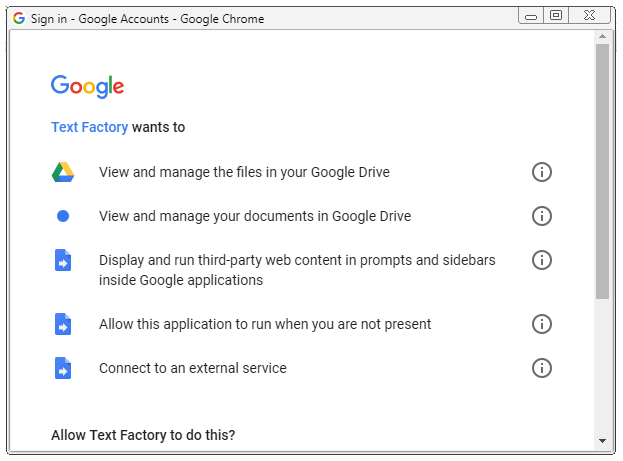 Sign in - Google Accounts - Google Chrome
Google
Text Factory wants to
View and manage the files in your Google Drive
View and manage your documents in Google Drive
Display and run third-party web content in prompts and sidebars
inside Google applications
Allow this application to run when you are not present
Connect to an external service
Allow Text Factory to do this?